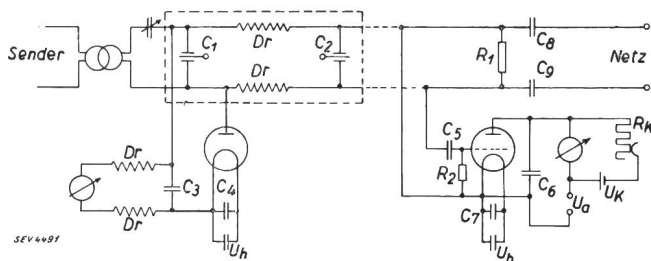 Sender
C1
Dr
Dr
C2
R1
C8
C9
Netz
Dr
Dr
C3
C4
Uh
C5
R2
C7
Uh
C6
Ua
UK
RK
SEV4491